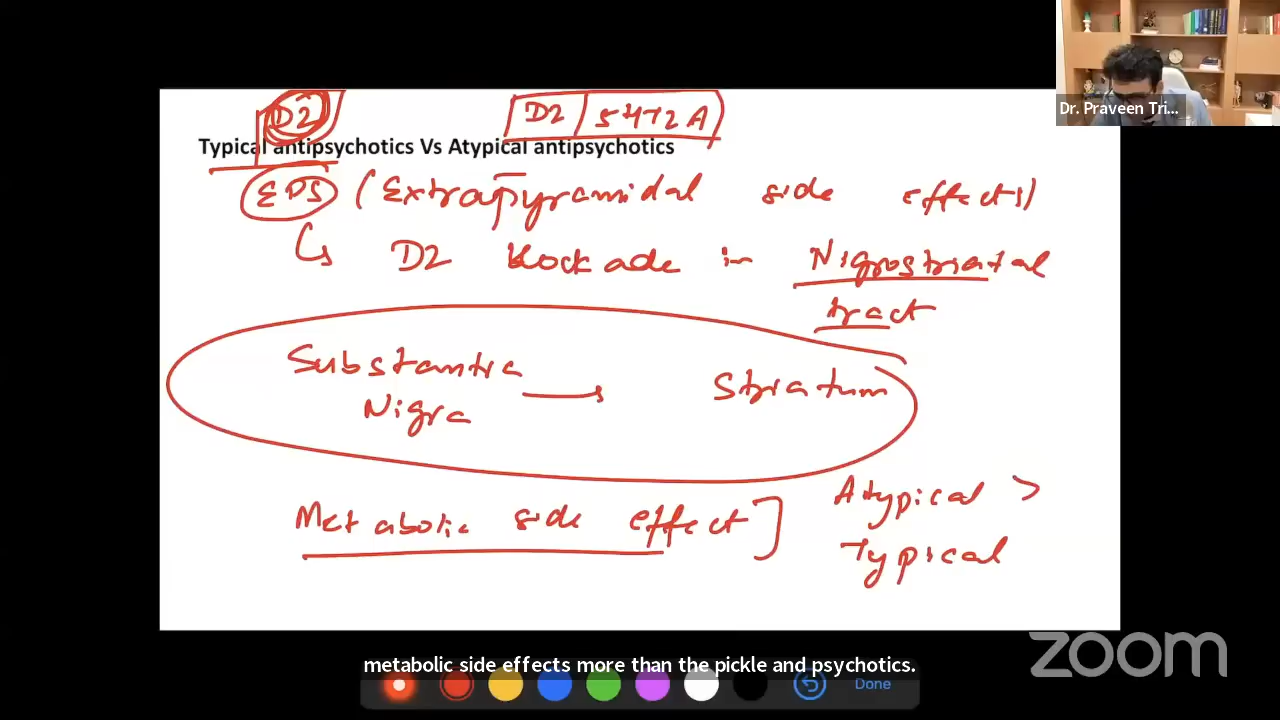 Dr. Praveen Tri...
D2 D2 5HT2A
Typical antipsychotics Vs Atypical antipsychotics
EPS (Extrapyramidal side effects)
↳ D2 blockade in Nigrostriatal
tract
Substantia
Nigra → Striatum
Metabolic side effect] Atypical >
Typical
zoom
metabolic side effects more than the pickle and psychotics.
Done